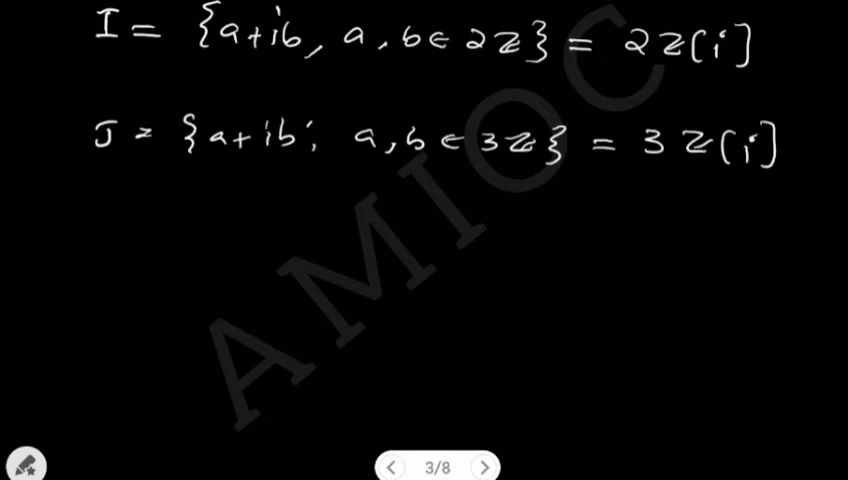 I = {a+ib, a, b ∈ 2Z} = 2Z[i]
J = {a+ib; a, b ∈ 3Z} = 3Z[i]
AMIOC
3/8